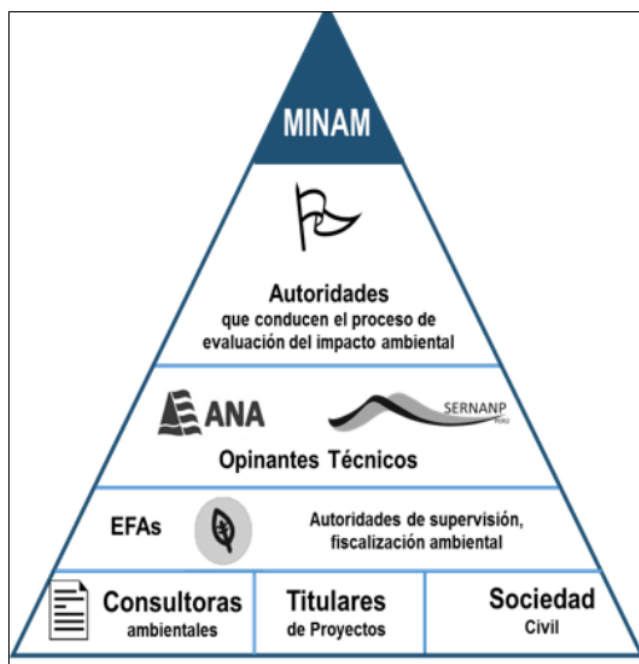 MINAM
Autoridades
que conducen el proceso de
evaluación del impacto ambiental
ANA
SERNANP
PERÚ
Opinantes Técnicos
EFAs
Autoridades de supervisión,
fiscalización ambiental
Consultoras
ambientales
Titulares
de Proyectos
Sociedad
Civil